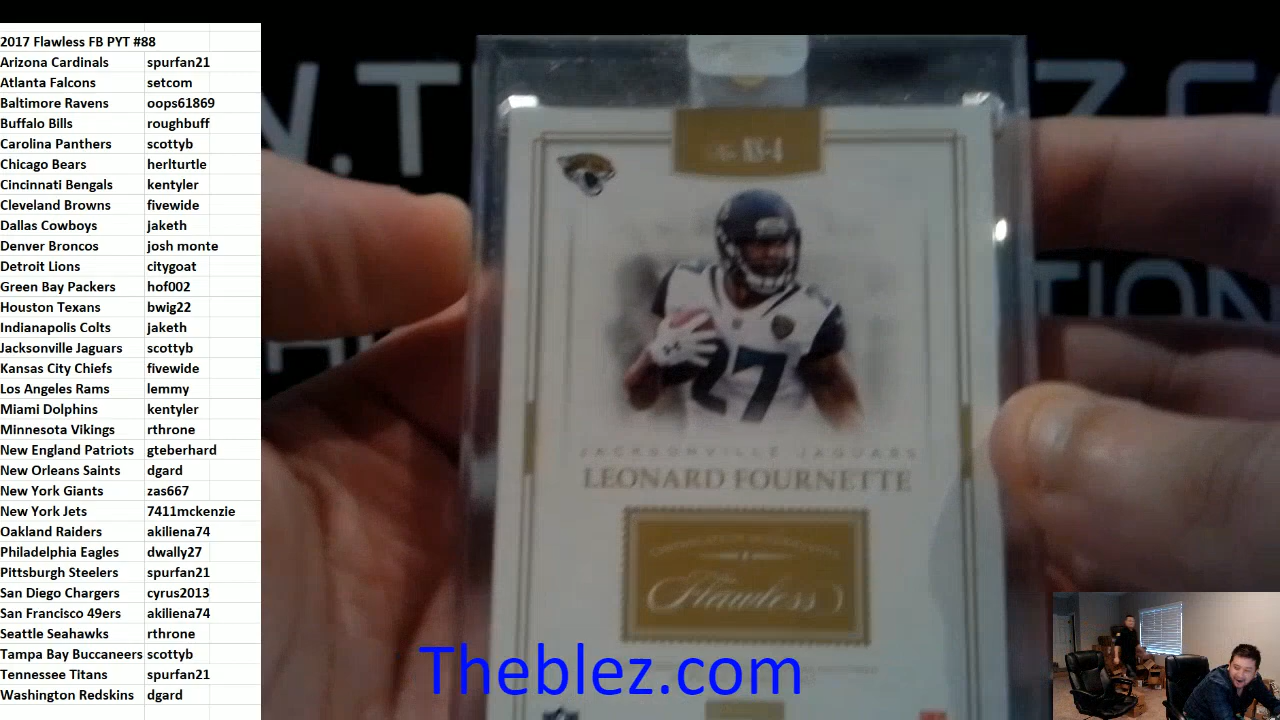 2017 Flawless FB PYT #88
Arizona Cardinals spurfan21
Atlanta Falcons setcom
Baltimore Ravens oops61869
Buffalo Bills roughbuff
Carolina Panthers scottyb
Chicago Bears herlturtle
Cincinnati Bengals kentyler
Cleveland Browns fivewide
Dallas Cowboys jaketh
Denver Broncos josh monte
Detroit Lions citygoat
Green Bay Packers hof002
Houston Texans bwig22
Indianapolis Colts jaketh
Jacksonville Jaguars scottyb
Kansas City Chiefs fivewide
Los Angeles Rams lemmy
Miami Dolphins kentyler
Minnesota Vikings rthrone
New England Patriots gteberhard
New Orleans Saints dgard
New York Giants zas667
New York Jets 7411mckenzie
Oakland Raiders akiliena74
Philadelphia Eagles dwally27
Pittsburgh Steelers spurfan21
San Diego Chargers cyrus2013
San Francisco 49ers akiliena74
Seattle Seahawks rthrone
Tampa Bay Buccaneers scottyb
Tennessee Titans spurfan21
Washington Redskins dgard
27
JACKSONVILLE JAGUARS
LEONARD FOURNETTE
Flawless
Theblez.com